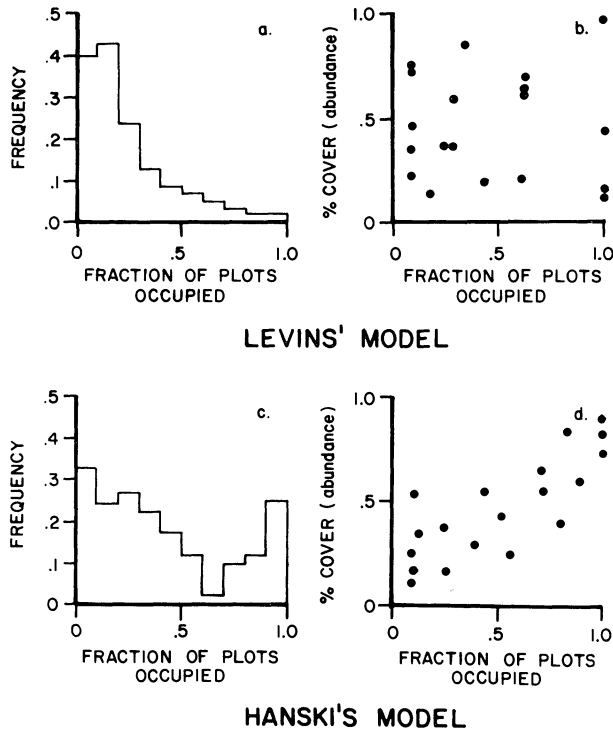 .5
a.
.4
.3
.2
.1
.0
FREQUENCY
0 .5 1.0
FRACTION OF PLOTS
OCCUPIED
1.0
b.
.5
0
% COVER (abundance)
0 .5 1.0
FRACTION OF PLOTS
OCCUPIED
LEVINS' MODEL
.5
c.
.4
.3
.2
.1
0
FREQUENCY
0 .5 1.0
FRACTION OF PLOTS
OCCUPIED
1.0
d.
.5
0
% COVER (abundance)
0 .5 1.0
FRACTION OF PLOTS
OCCUPIED
HANSKI'S MODEL